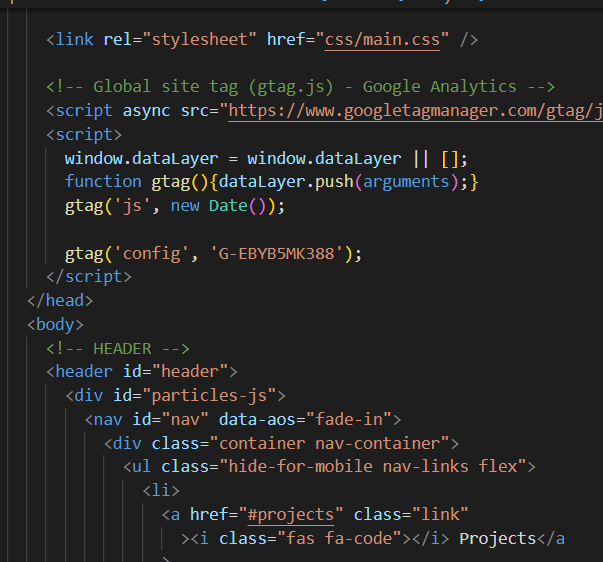 <link rel="stylesheet" href="css/main.css" />
<!-- Global site tag (gtag.js) - Google Analytics -->
<script async src="https://www.googletagmanager.com/gtag/j
<script>
window.dataLayer = window.dataLayer || [];
function gtag(){dataLayer.push(arguments);}
gtag('js', new Date());
gtag('config', 'G-EBYB5MK388');
</script>
</head>
<body>
<!-- HEADER -->
<header id="header">
<div id="particles-js">
<nav id="nav" data-aos="fade-in">
<div class="container nav-container">
<ul class="hide-for-mobile nav-links flex">
<li>
<a href="#projects" class="link"
><i class="fas fa-code"></i> Projects</a